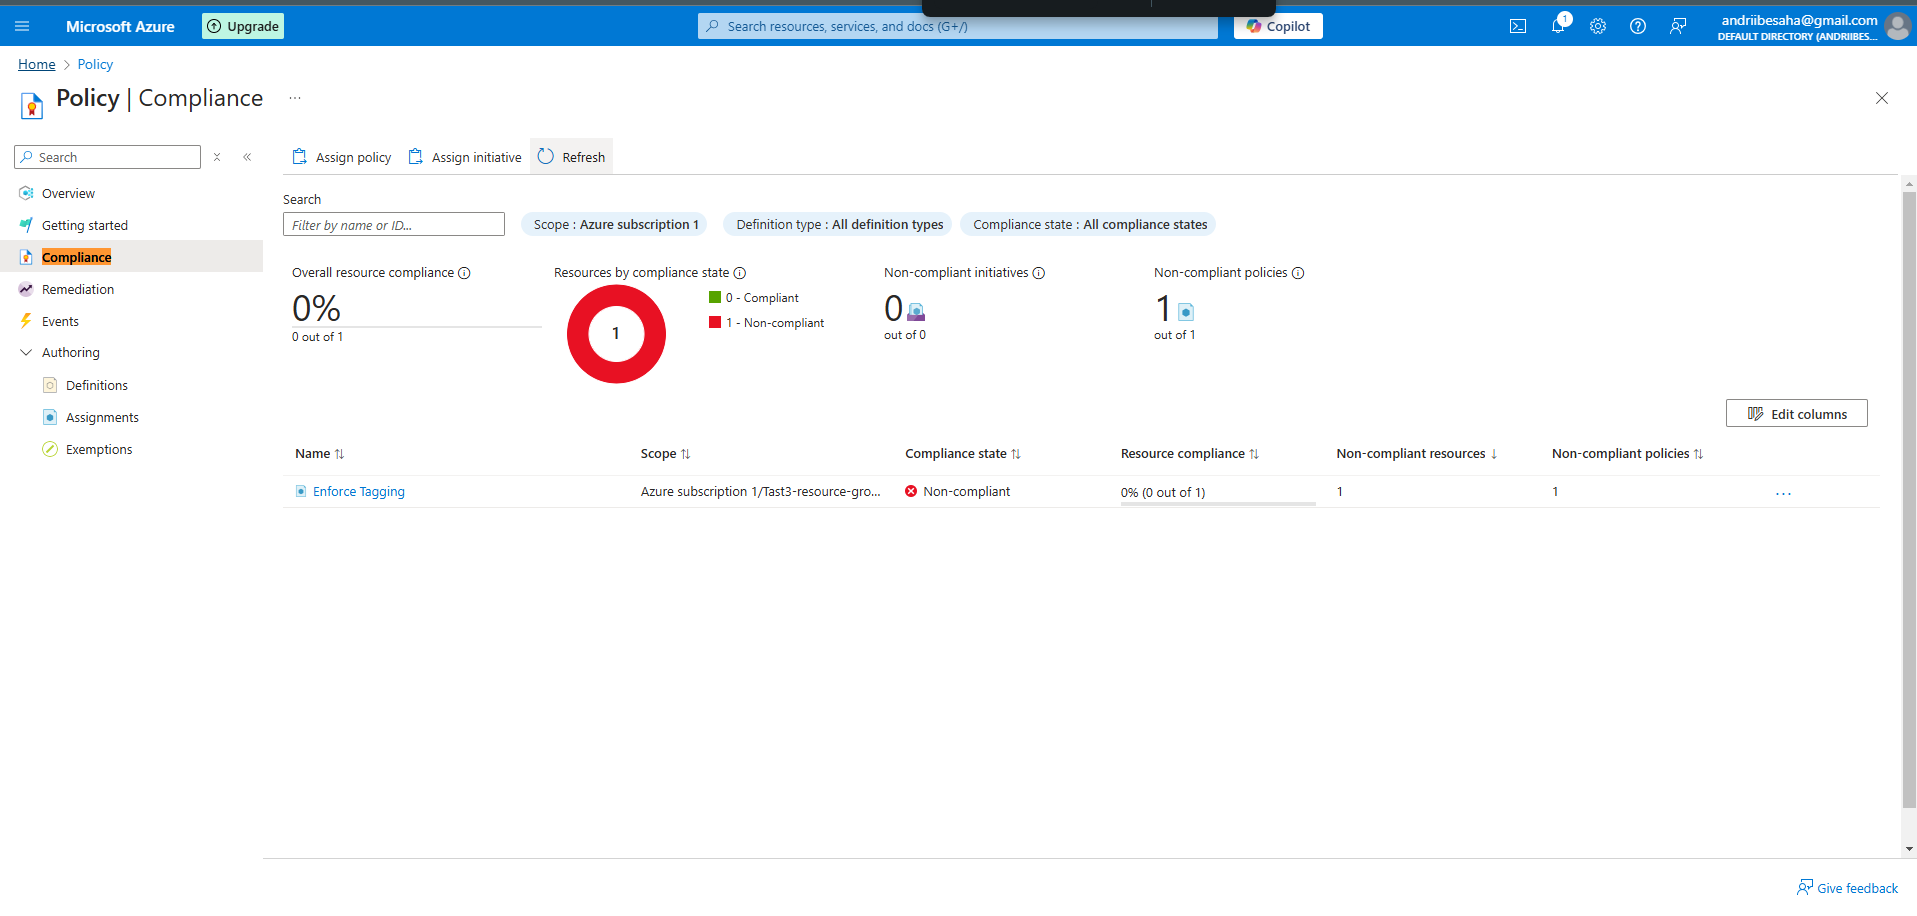 Microsoft Azure
Upgrade
Search resources, services, and docs (G+/)
Copilot
1
andriibesaha@gmail.com
DEFAULT DIRECTORY (ANDRIIBES...
Home > Policy
Policy | Compliance ...
Search
Assign policy
Assign initiative
Refresh
Overview
Getting started
Compliance
Remediation
Events
Authoring
Definitions
Assignments
Exemptions
Search
Filter by name or ID...
Scope : Azure subscription 1
Definition type : All definition types
Compliance state : All compliance states
Overall resource compliance
0%
0 out of 1
Resources by compliance state
1
0 - Compliant
1 - Non-compliant
Non-compliant initiatives
0
out of 0
Non-compliant policies
1
out of 1
Edit columns
Name
Scope
Compliance state
Resource compliance
Non-compliant resources
Non-compliant policies
Enforce Tagging
Azure subscription 1/Tast3-resource-gro...
Non-compliant
0% (0 out of 1)
1
1
...
Give feedback